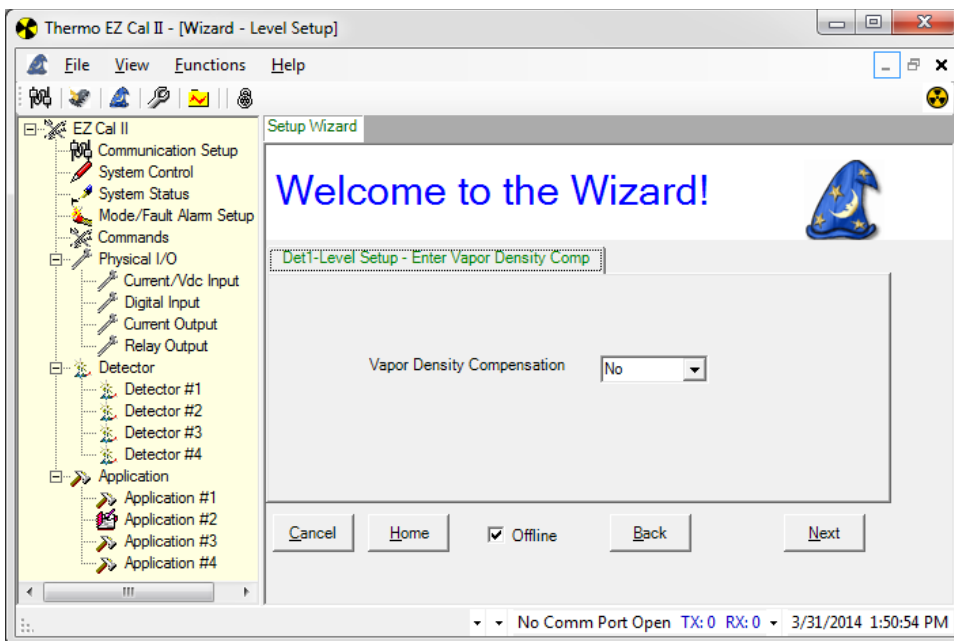 Thermo EZ Cal II - [Wizard - Level Setup]
File View Functions Help
EZ Cal II
Communication Setup
System Control
System Status
Mode/Fault Alarm Setup
Commands
Physical I/O
Current/Vdc Input
Digital Input
Current Output
Relay Output
Detector
Detector #1
Detector #2
Detector #3
Detector #4
Application
Application #1
Application #2
Application #3
Application #4
Setup Wizard
Welcome to the Wizard!
Det1-Level Setup - Enter Vapor Density Comp
Vapor Density Compensation No
Cancel Home Offline Back Next
No Comm Port Open TX: 0 RX: 0 3/31/2014 1:50:54 PM